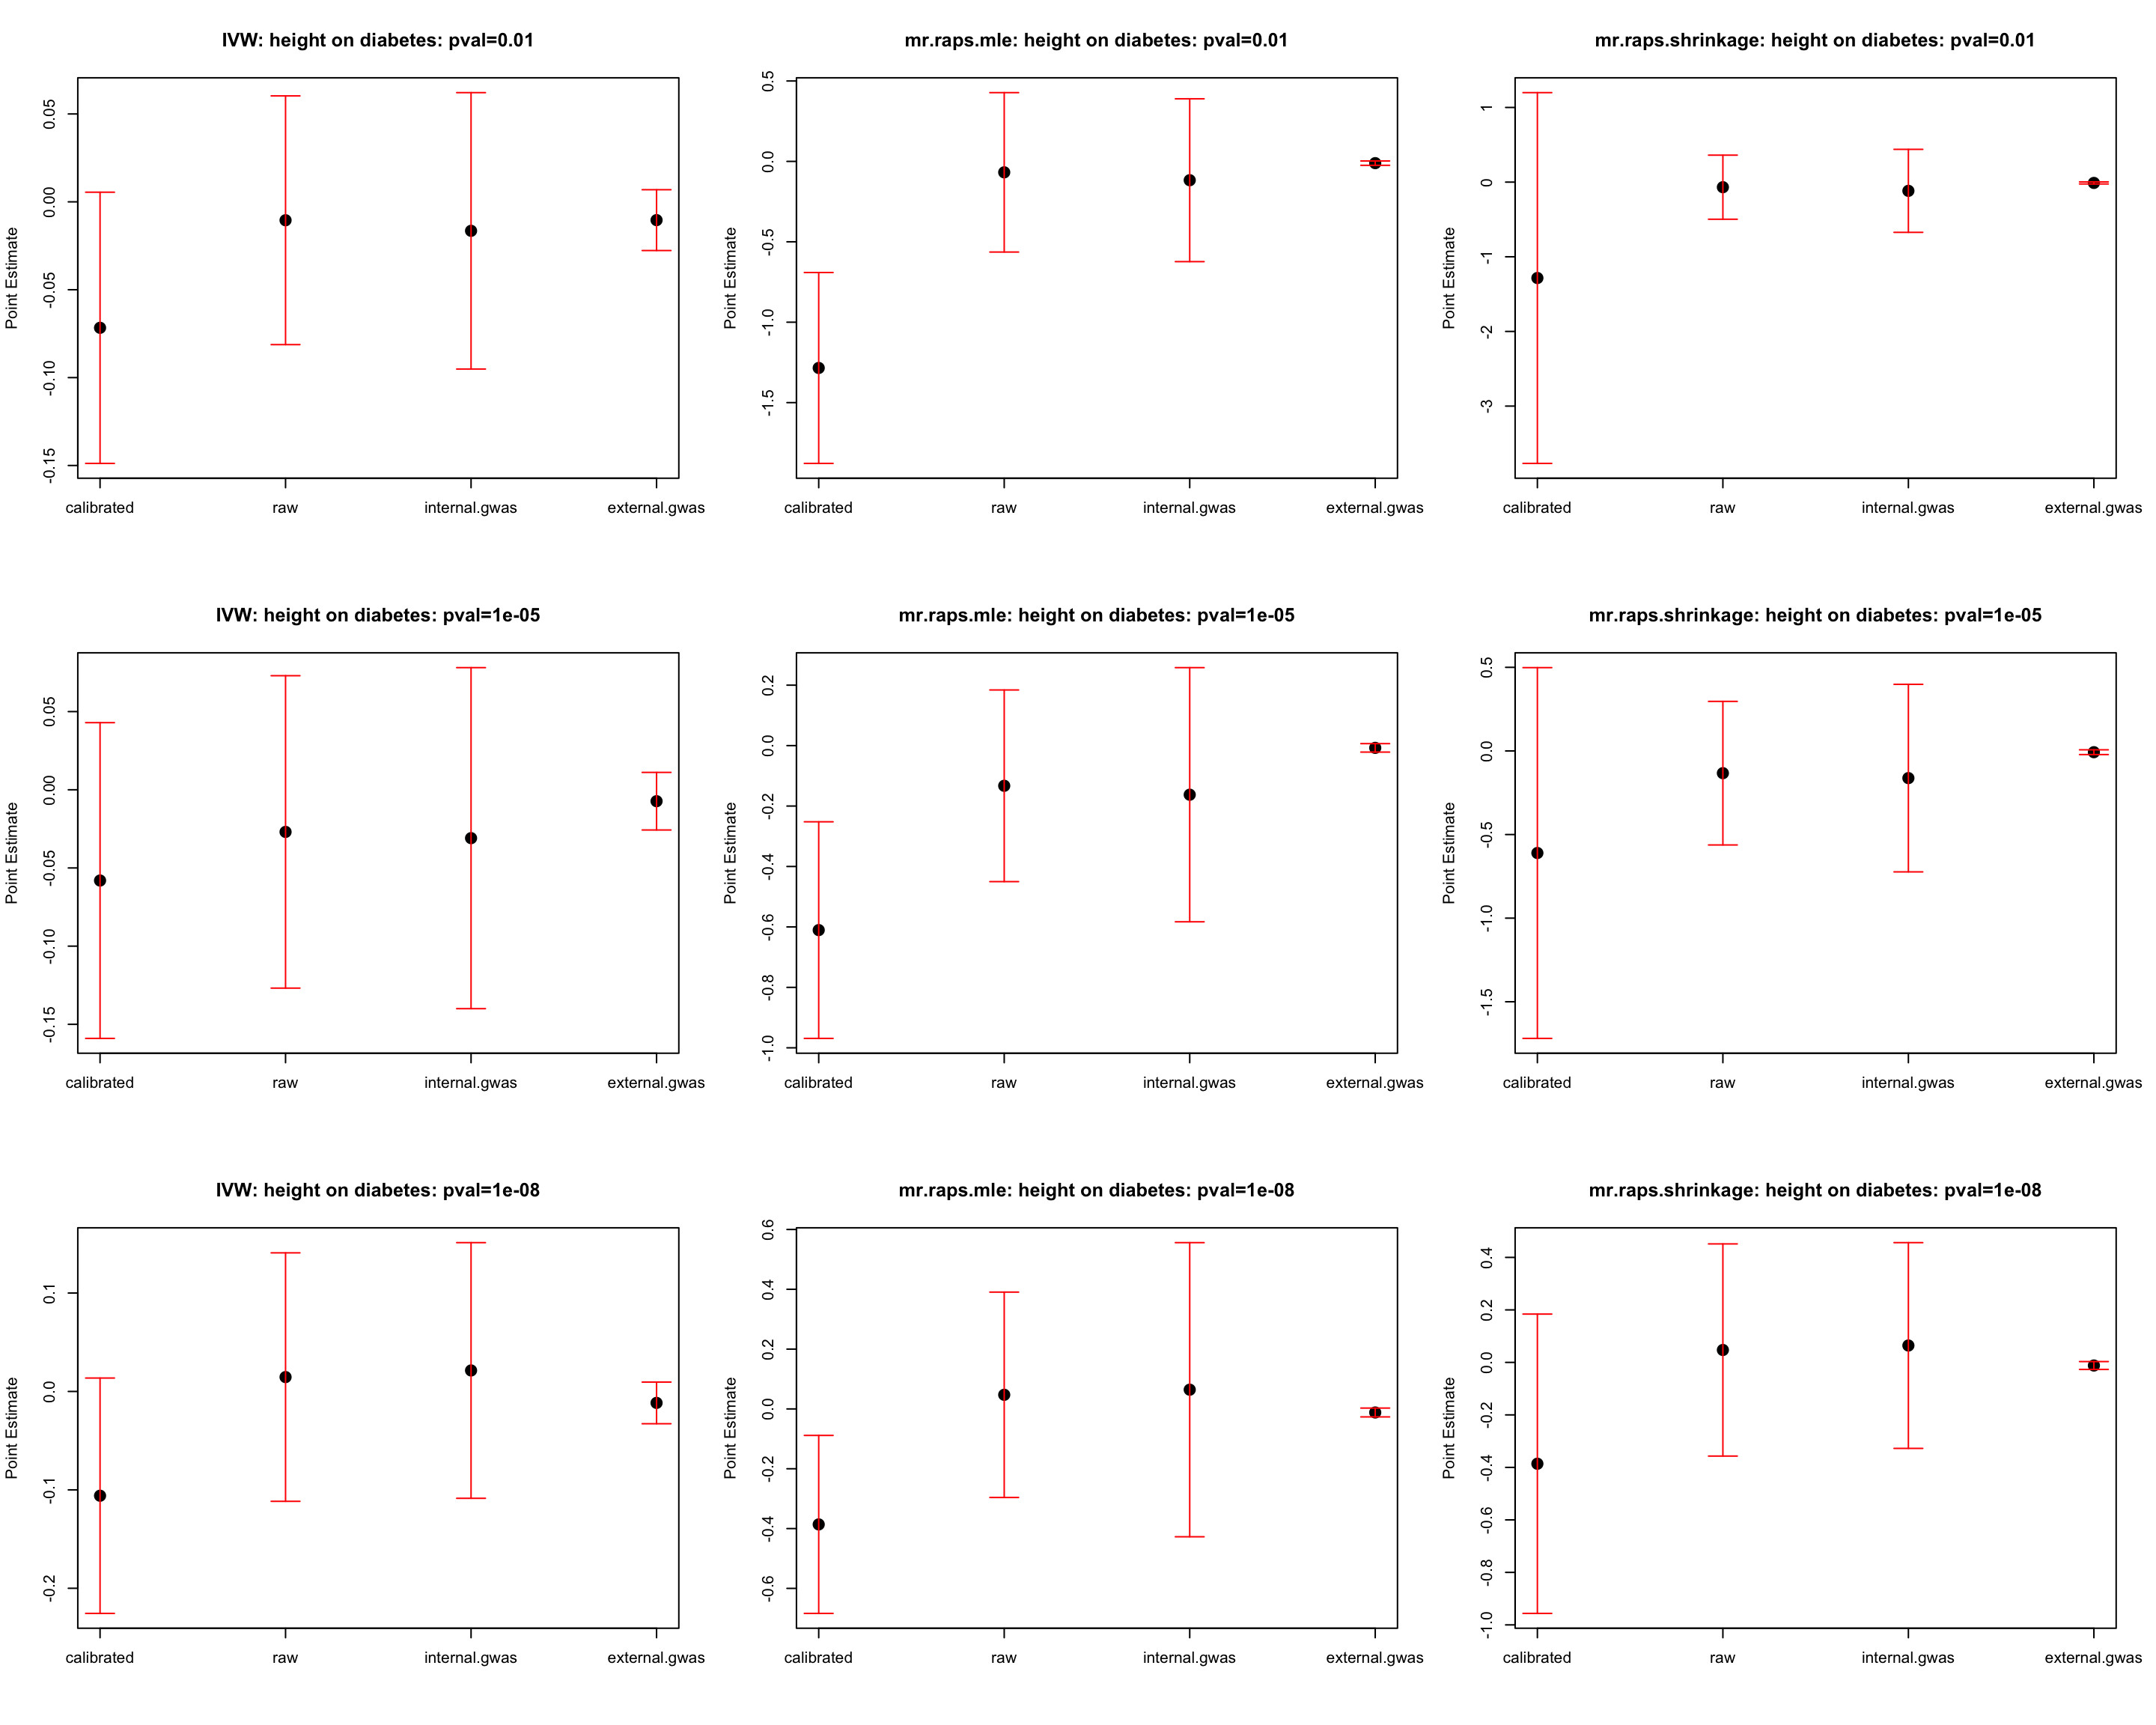 IVW: height on diabetes: pval=0.01
Point Estimate
0.05
0.00
-0.05
-0.10
-0.15
calibrated raw internal.gwas external.gwas
mr.raps.mle: height on diabetes: pval=0.01
Point Estimate
0.5
0.0
-0.5
-1.0
-1.5
calibrated raw internal.gwas external.gwas
mr.raps.shrinkage: height on diabetes: pval=0.01
Point Estimate
1
0
-1
-2
-3
calibrated raw internal.gwas external.gwas
IVW: height on diabetes: pval=1e-05
Point Estimate
0.05
0.00
-0.05
-0.10
-0.15
calibrated raw internal.gwas external.gwas
mr.raps.mle: height on diabetes: pval=1e-05
Point Estimate
0.2
0.0
-0.2
-0.4
-0.6
-0.8
-1.0
calibrated raw internal.gwas external.gwas
mr.raps.shrinkage: height on diabetes: pval=1e-05
Point Estimate
0.5
0.0
-0.5
-1.0
-1.5
calibrated raw internal.gwas external.gwas
IVW: height on diabetes: pval=1e-08
Point Estimate
0.1
0.0
-0.1
-0.2
calibrated raw internal.gwas external.gwas
mr.raps.mle: height on diabetes: pval=1e-08
Point Estimate
0.6
0.4
0.2
0.0
-0.2
-0.4
-0.6
calibrated raw internal.gwas external.gwas
mr.raps.shrinkage: height on diabetes: pval=1e-08
Point Estimate
0.4
0.2
0.0
-0.2
-0.4
-0.6
-0.8
-1.0
calibrated raw internal.gwas external.gwas